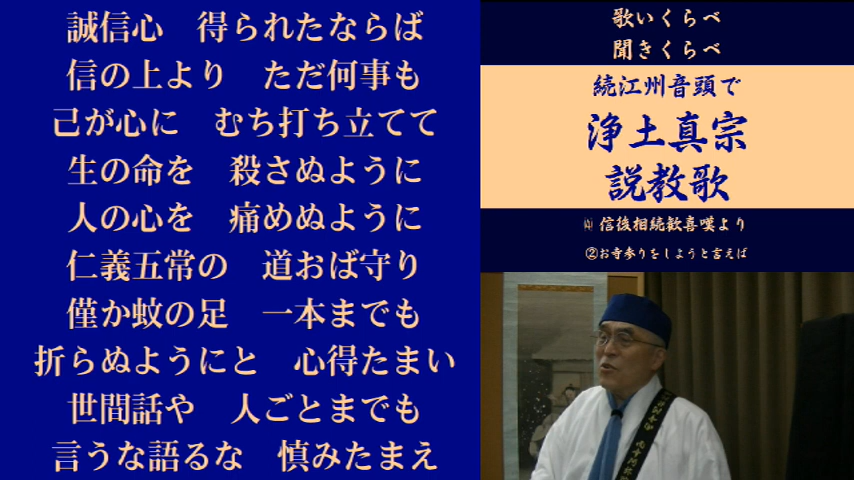 誠信心　得られたならば
信の上より　ただ何事も
己が心に　むち打ち立てて
生の命を　殺さぬように
人の心を　痛めぬように
仁義五常の　道おば守り
僅か蚊の足　一本までも
折らぬようにと　心得たまい
世間話や　人ごとまでも
言うな語るな　慎みたまえ
歌いくらべ
聞きくらべ
続江州音頭で
浄土真宗
説教歌
信後相続歓喜嘆より
②お寺参りをしようと言えば